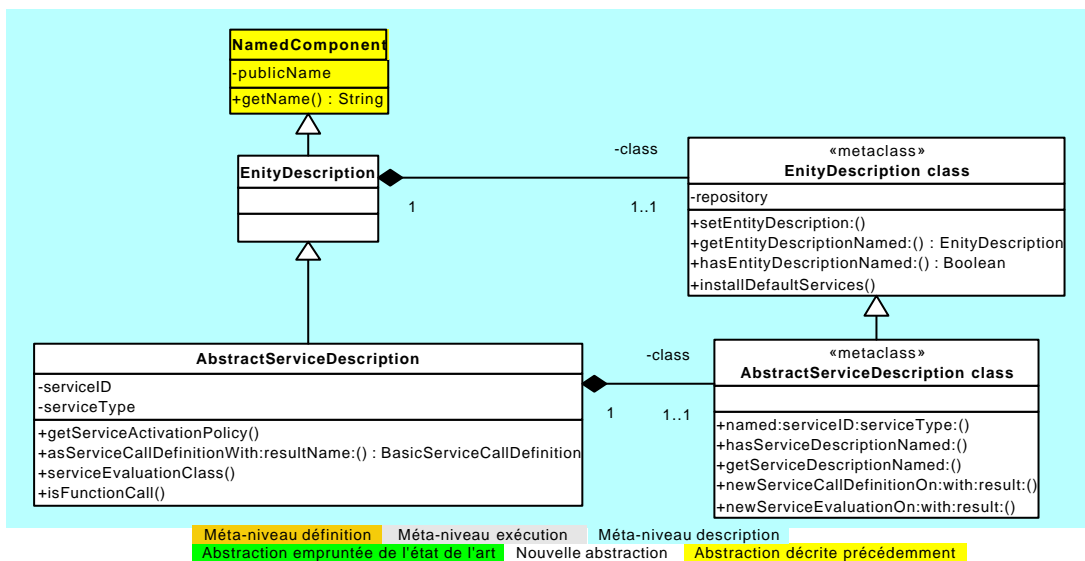 NamedComponent
-publicName
+getName() : String
EnityDescription
-class
1
1..1
«metaclass»
EnityDescription class
-repository
+setEntityDescription:()
+getEntityDescriptionNamed:() : EnityDescription
+hasEntityDescriptionNamed:() : Boolean
+installDefaultServices()
AbstractServiceDescription
-serviceID
-serviceType
+getServiceActivationPolicy()
+asServiceCallDefinitionWith:resultName:() : BasicServiceCallDefinition
+serviceEvaluationClass()
+isFunctionCall()
-class
1
1..1
«metaclass»
AbstractServiceDescription class
+named:serviceID:serviceType:()
+hasServiceDescriptionNamed:()
+getServiceDescriptionNamed:()
+newServiceCallDefinitionOn:with:result:()
+newServiceEvaluationOn:with:result:()
Méta-niveau définition Méta-niveau exécution Méta-niveau description
Abstraction empruntée de l'état de l'art Nouvelle abstraction Abstraction décrite précédemment